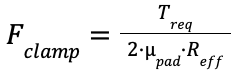 F_clamp = T_req / (2·μ_pad·R_eff)